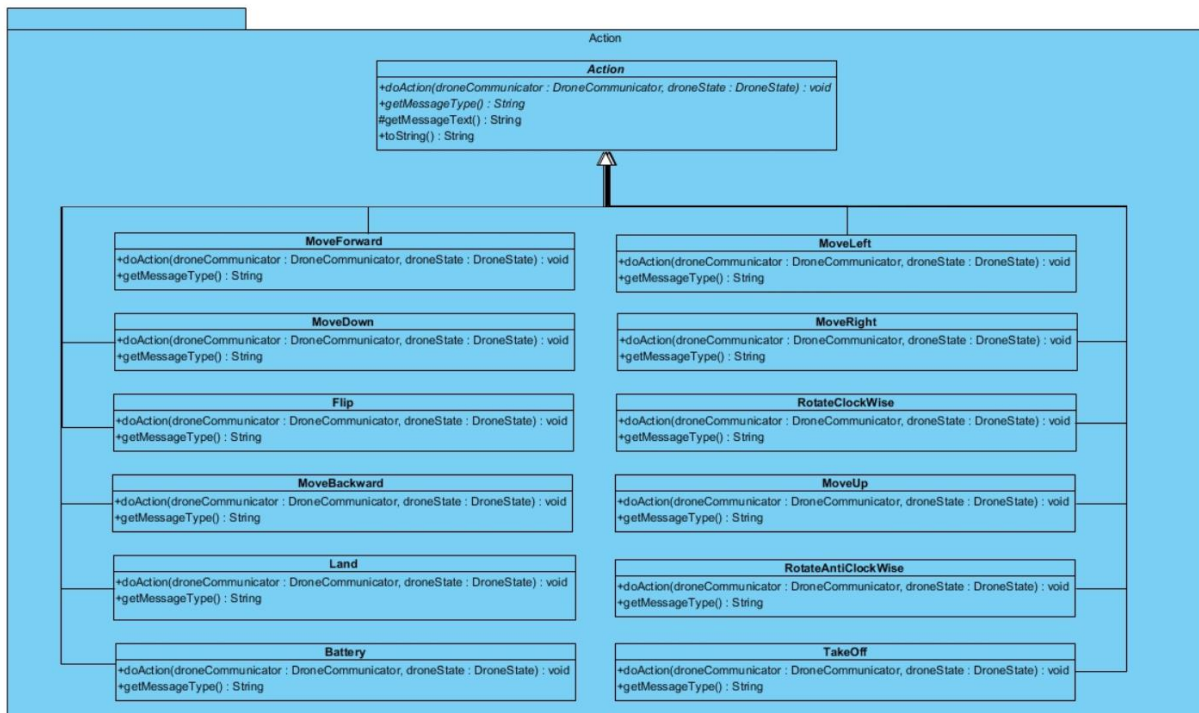 Action
Action
+doAction(droneCommunicator : DroneCommunicator, droneState : DroneState) : void
+getMessageType() : String
#getMessageText() : String
+toString() : String
MoveForward
+doAction(droneCommunicator : DroneCommunicator, droneState : DroneState) : void
+getMessageType() : String
MoveLeft
+doAction(droneCommunicator : DroneCommunicator, droneState : DroneState) : void
+getMessageType() : String
MoveDown
+doAction(droneCommunicator : DroneCommunicator, droneState : DroneState) : void
+getMessageType() : String
MoveRight
+doAction(droneCommunicator : DroneCommunicator, droneState : DroneState) : void
+getMessageType() : String
Flip
+doAction(droneCommunicator : DroneCommunicator, droneState : DroneState) : void
+getMessageType() : String
RotateClockWise
+doAction(droneCommunicator : DroneCommunicator, droneState : DroneState) : void
+getMessageType() : String
MoveBackward
+doAction(droneCommunicator : DroneCommunicator, droneState : DroneState) : void
+getMessageType() : String
MoveUp
+doAction(droneCommunicator : DroneCommunicator, droneState : DroneState) : void
+getMessageType() : String
Land
+doAction(droneCommunicator : DroneCommunicator, droneState : DroneState) : void
+getMessageType() : String
RotateAntiClockWise
+doAction(droneCommunicator : DroneCommunicator, droneState : DroneState) : void
+getMessageType() : String
Battery
+doAction(droneCommunicator : DroneCommunicator, droneState : DroneState) : void
+getMessageType() : String
TakeOff
+doAction(droneCommunicator : DroneCommunicator, droneState : DroneState) : void
+getMessageType() : String